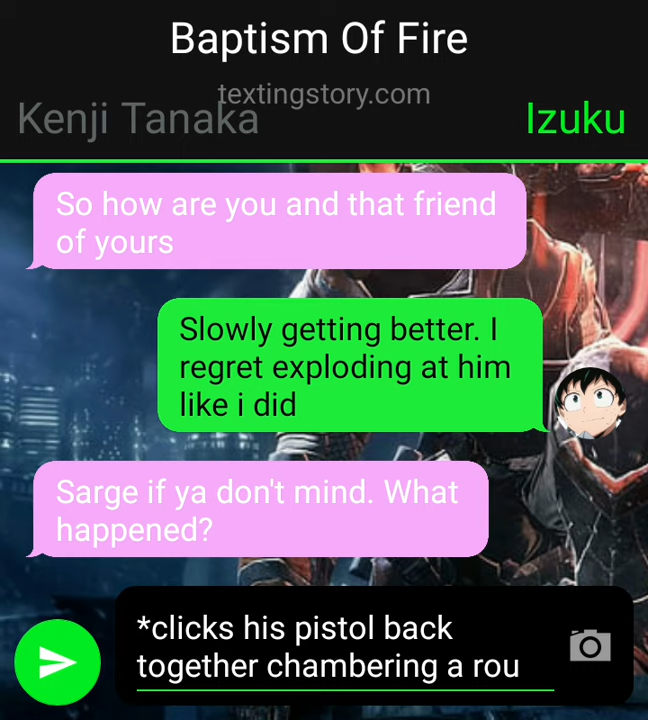 Baptism Of Fire
textingstory.com
Kenji Tanaka
Izuku
So how are you and that friend
of yours
Slowly getting better. I
regret exploding at him
like i did
Sarge if ya don't mind. What
happened?
*clicks his pistol back
together chambering a rou